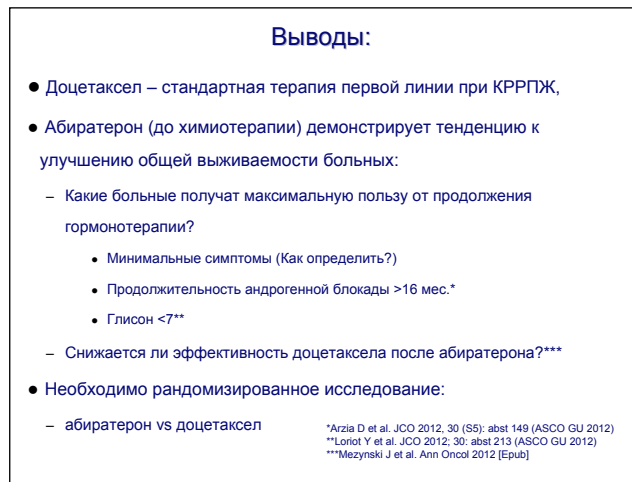 Выводы:
● Доцетаксел – стандартная терапия первой линии при КРРПЖ,
● Абиратерон (до химиотерапии) демонстрирует тенденцию к
улучшению общей выживаемости больных:
– Какие больные получат максимальную пользу от продолжения
гормонотерапии?
● Минимальные симптомы (Как определить?)
● Продолжительность андрогенной блокады >16 мес.*
● Глисон <7**
– Снижается ли эффективность доцетаксела после абиратерона?***
● Необходимо рандомизированное исследование:
– абиратерон vs доцетаксел
*Arzia D et al. JCO 2012, 30 (S5): abst 149 (ASCO GU 2012)
**Loriot Y et al. JCO 2012; 30: abst 213 (ASCO GU 2012)
***Mezynski J et al. Ann Oncol 2012 [Epub]